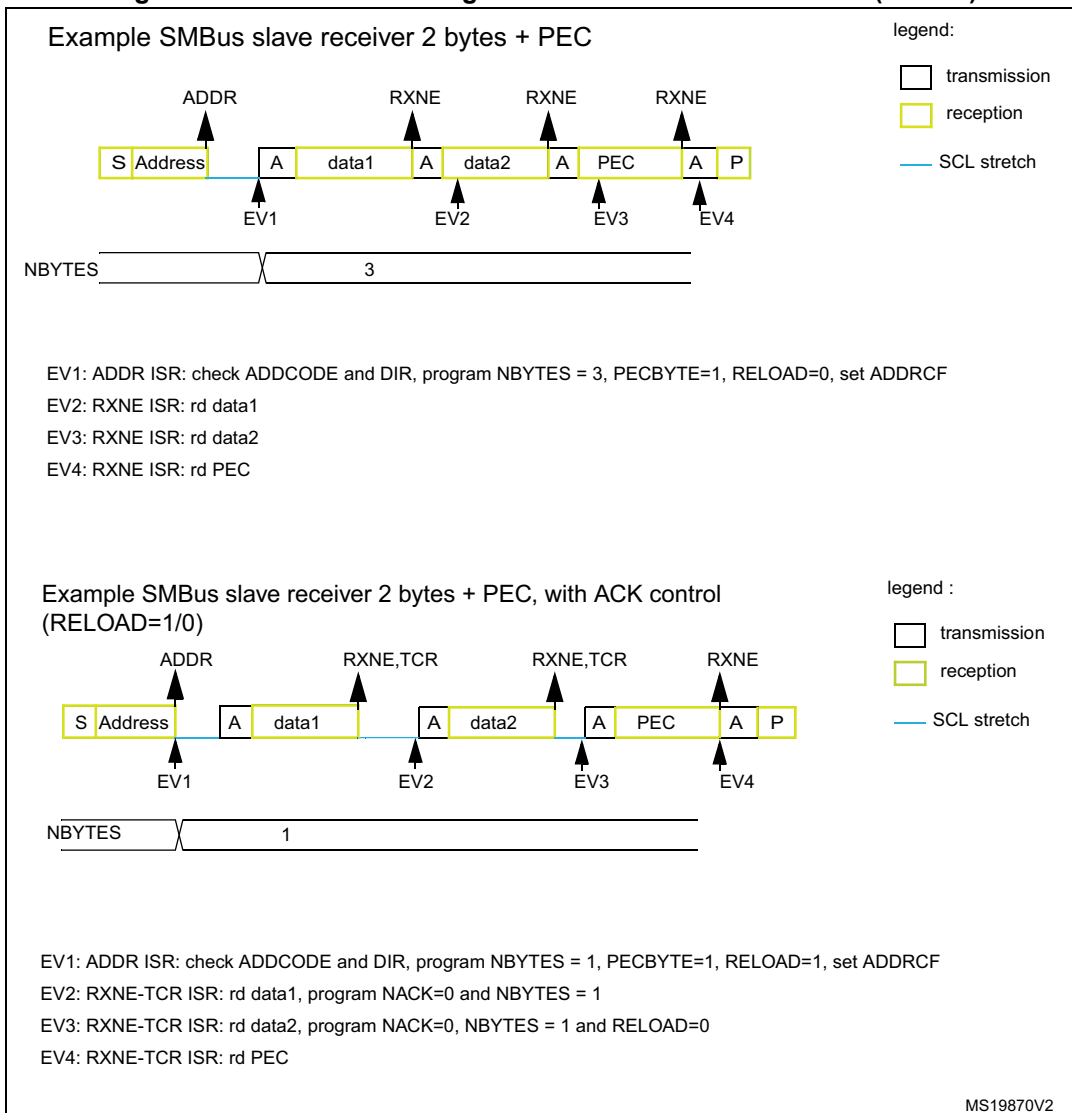 Example SMBus slave receiver 2 bytes + PEC
legend:
transmission
reception
SCL stretch
ADDR RXNE RXNE RXNE
S Address A data1 A data2 A PEC A P
EV1 EV2 EV3 EV4
NBYTES 3
EV1: ADDR ISR: check ADDCODE and DIR, program NBYTES = 3, PECBYTE=1, RELOAD=0, set ADDRCF
EV2: RXNE ISR: rd data1
EV3: RXNE ISR: rd data2
EV4: RXNE ISR: rd PEC
Example SMBus slave receiver 2 bytes + PEC, with ACK control
(RELOAD=1/0)
legend :
transmission
reception
SCL stretch
ADDR RXNE,TCR RXNE,TCR RXNE
S Address A data1 A data2 A PEC A P
EV1 EV2 EV3 EV4
NBYTES 1
EV1: ADDR ISR: check ADDCODE and DIR, program NBYTES = 1, PECBYTE=1, RELOAD=1, set ADDRCF
EV2: RXNE-TCR ISR: rd data1, program NACK=0 and NBYTES = 1
EV3: RXNE-TCR ISR: rd data2, program NACK=0, NBYTES = 1 and RELOAD=0
EV4: RXNE-TCR ISR: rd PEC
MS19870V2